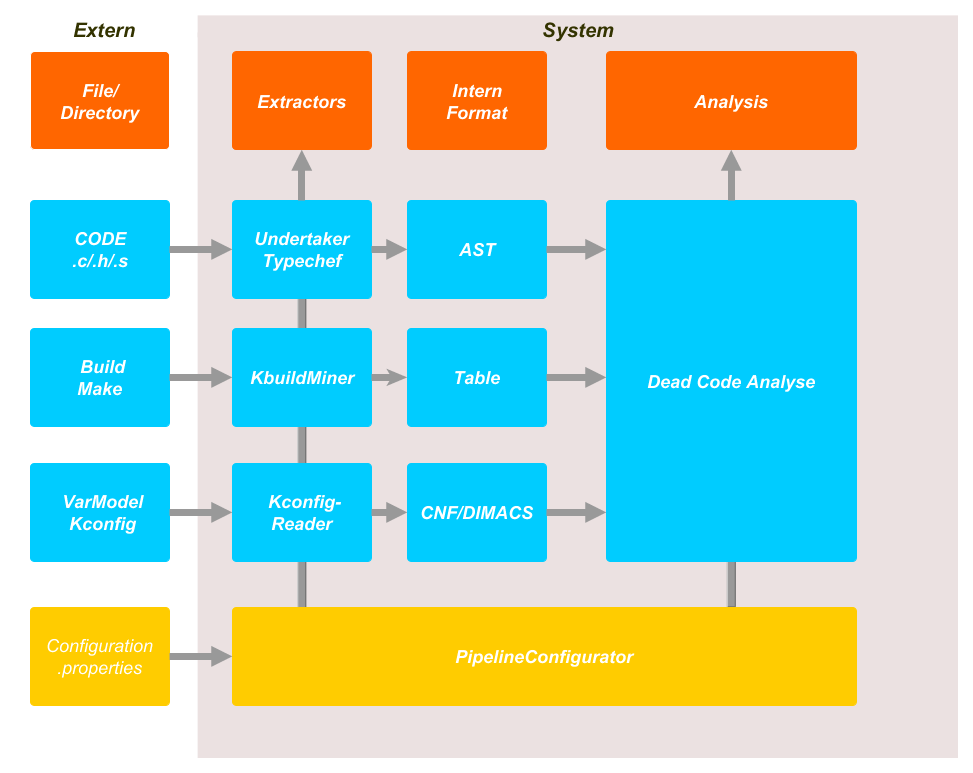 Extern
System
File/
Directory
Extractors
Intern
Format
Analysis
CODE
.c/.h/.s
Undertaker
Typechef
AST
Build
Make
KbuildMiner
Table
Dead Code Analyse
VarModel
Kconfig
Kconfig-
Reader
CNF/DIMACS
Configuration
.properties
PipelineConfigurator